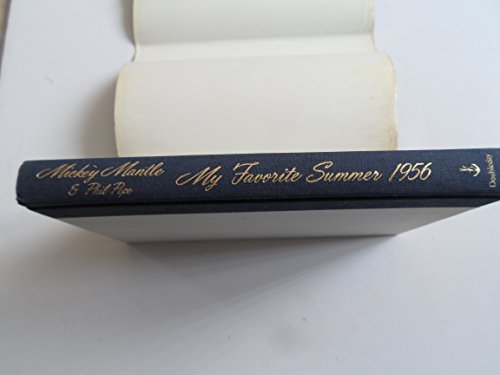 Mickey Mantle
& Phil Pepe
My Favorite Summer 1956
Doubleday